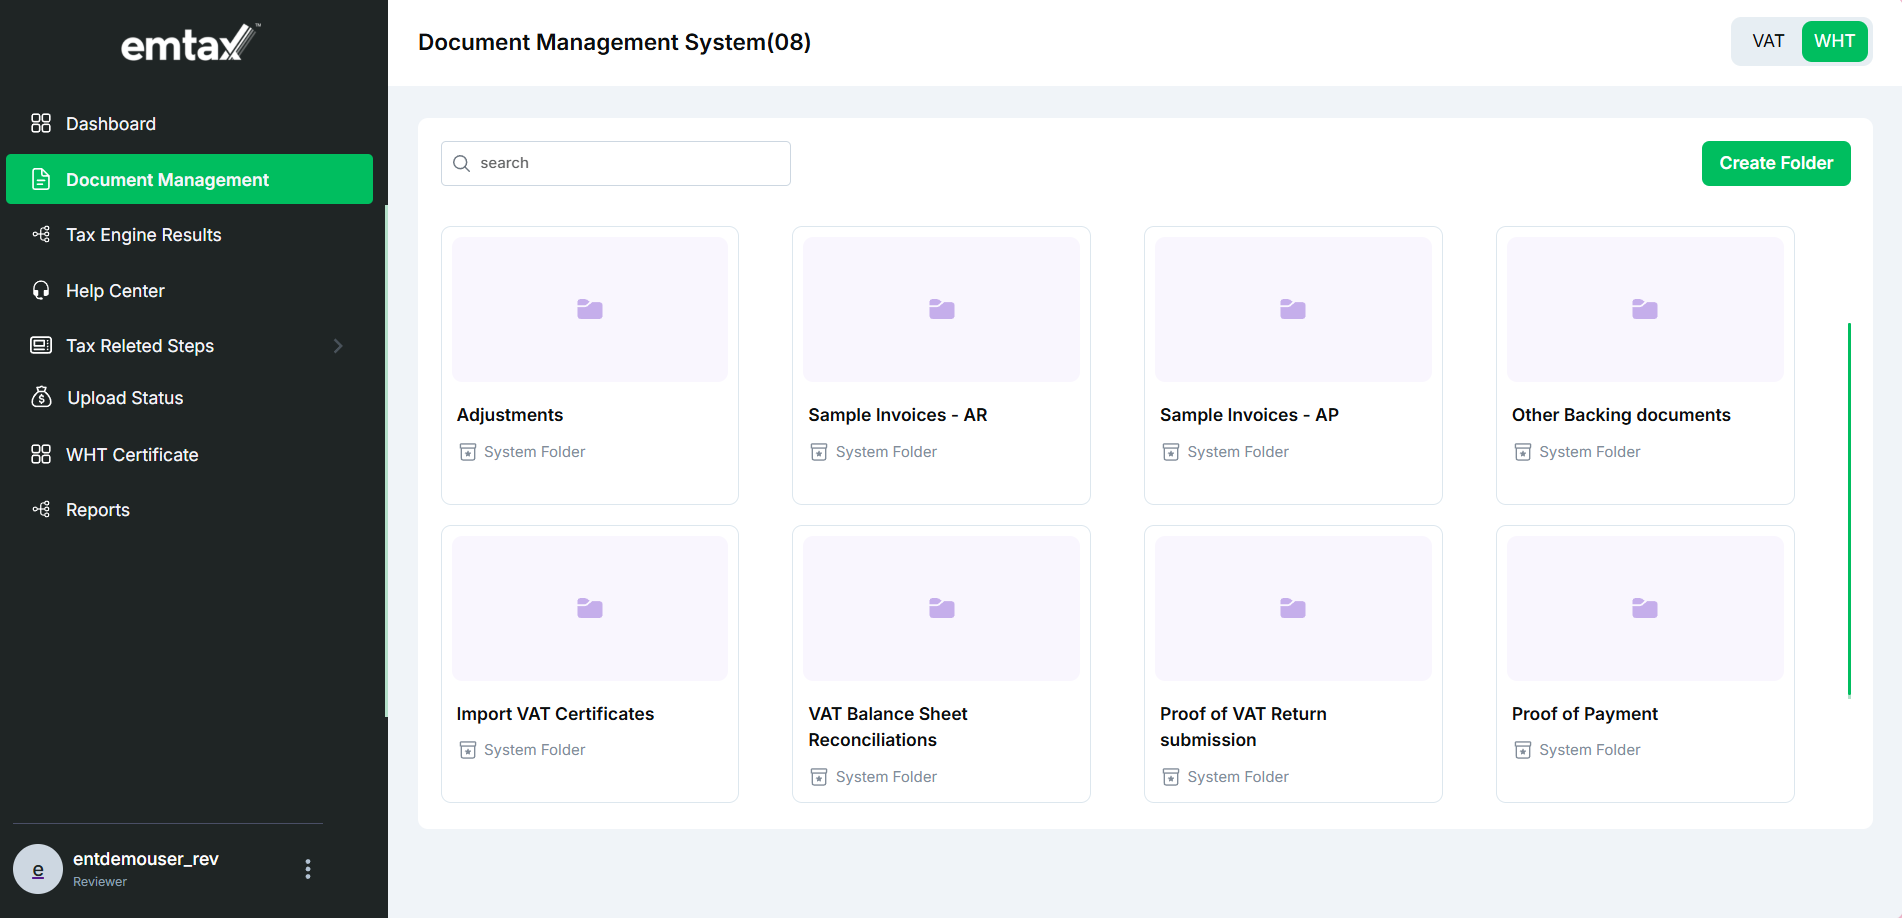 emtax™
Dashboard
Document Management
Tax Engine Results
Help Center
Tax Releted Steps
Upload Status
WHT Certificate
Reports
e
entdemouser_rev
Reviewer
Document Management System(08)
VAT
WHT
search
Create Folder
Adjustments
System Folder
Sample Invoices - AR
System Folder
Sample Invoices - AP
System Folder
Other Backing documents
System Folder
Import VAT Certificates
System Folder
VAT Balance Sheet
Reconciliations
System Folder
Proof of VAT Return
submission
System Folder
Proof of Payment
System Folder